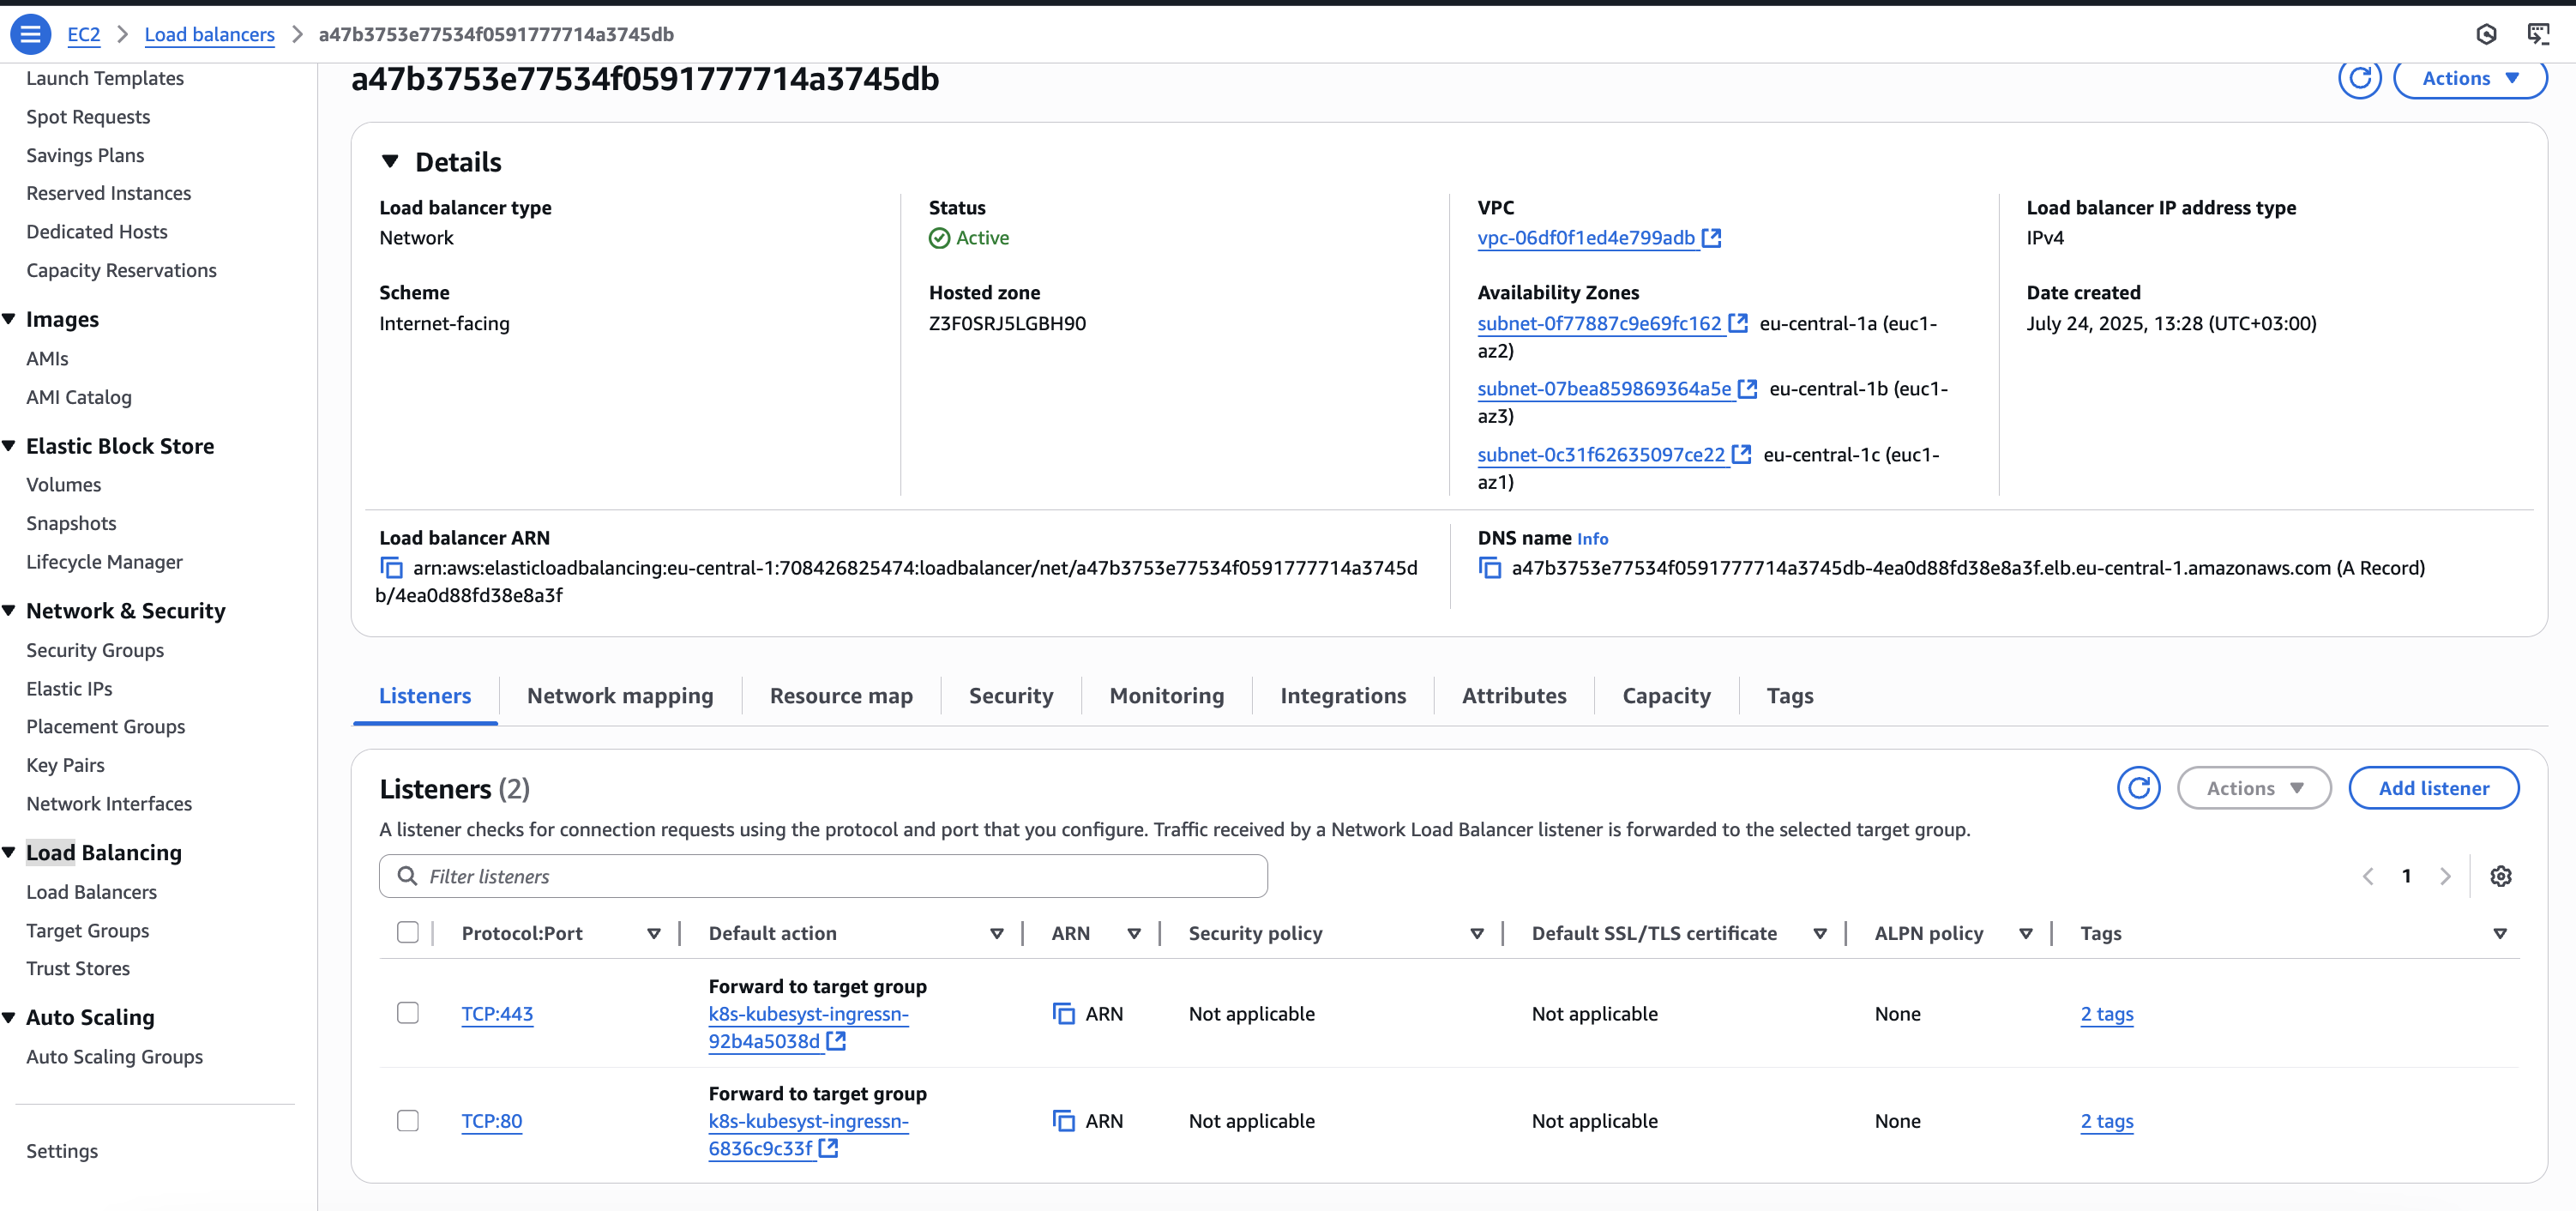 EC2 > Load balancers > a47b3753e77534f0591777714a3745db
Launch Templates
Spot Requests
Savings Plans
Reserved Instances
Dedicated Hosts
Capacity Reservations
Images
AMIs
AMI Catalog
Elastic Block Store
Volumes
Snapshots
Lifecycle Manager
Network & Security
Security Groups
Elastic IPs
Placement Groups
Key Pairs
Network Interfaces
Load Balancing
Load Balancers
Target Groups
Trust Stores
Auto Scaling
Auto Scaling Groups
Settings
a47b3753e77534f0591777714a3745db
Actions
Details
Load balancer type
Network
Scheme
Internet-facing
Status
Active
Hosted zone
Z3F0SRJ5LGBH90
VPC
vpc-06df0f1ed4e799adb
Availability Zones
subnet-0f77887c9e69fc162 eu-central-1a (euc1-
az2)
subnet-07bea859869364a5e eu-central-1b (euc1-
az3)
subnet-0c31f62635097ce22 eu-central-1c (euc1-
az1)
Load balancer IP address type
IPv4
Date created
July 24, 2025, 13:28 (UTC+03:00)
Load balancer ARN
arn:aws:elasticloadbalancing:eu-central-1:708426825474:loadbalancer/net/a47b3753e77534f0591777714a3745d
b/4ea0d88fd38e8a3f
DNS name Info
a47b3753e77534f0591777714a3745db-4ea0d88fd38e8a3f.elb.eu-central-1.amazonaws.com (A Record)
Listeners Network mapping Resource map Security Monitoring Integrations Attributes Capacity Tags
Listeners (2)
Actions Add listener
A listener checks for connection requests using the protocol and port that you configure. Traffic received by a Network Load Balancer listener is forwarded to the selected target group.
Filter listeners
1
Protocol:Port Default action ARN Security policy Default SSL/TLS certificate ALPN policy Tags
Forward to target group
TCP:443 k8s-kubesyst-ingressn- ARN Not applicable Not applicable None 2 tags
92b4a5038d
Forward to target group
TCP:80 k8s-kubesyst-ingressn- ARN Not applicable Not applicable None 2 tags
6836c9c33f